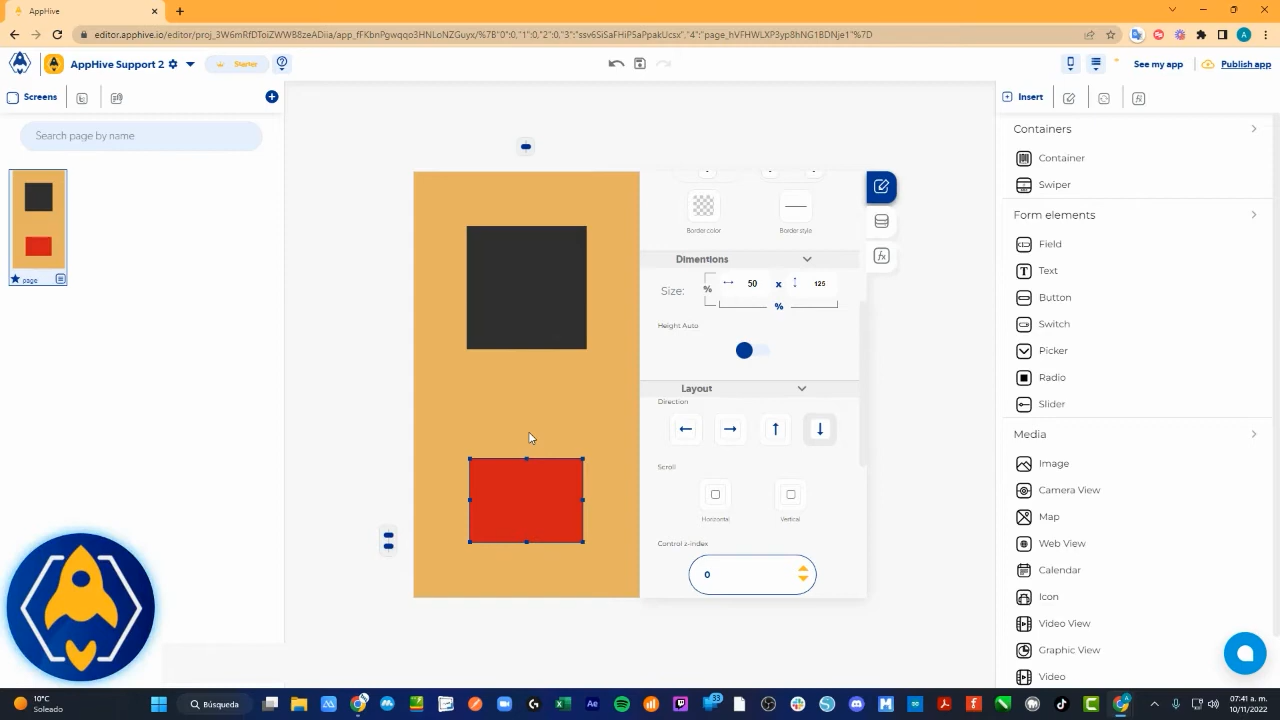 AppHive
editor.apphive.io/editor/proj_3W6mRfDToiZWW88zeADiia/app_fFKbnPgwqqo3HNLoNZGuyx/%7B"0":0,"1":0,"2":0,"3":"ssv6SiSaFHiP5aPpakUcsx","4":"page_hVFHWLXP3yp8hNG1BDNje1"%7D
AppHive Support 2
Starter
See my app
Publish app
Screens
Insert
Search page by name
page
Border color
Border style
Dimentions
Size:
%
50
x
125
%
Height Auto
Layout
Direction
Scroll
Horizontal
Vertical
Control z-index
0
Containers
Container
Swiper
Form elements
Field
Text
Button
Switch
Picker
Radio
Slider
Media
Image
Camera View
Map
Web View
Calendar
Icon
Video View
Graphic View
Video
10°C
Soleado
Búsqueda
33
07:41 a. m.
10/11/2022